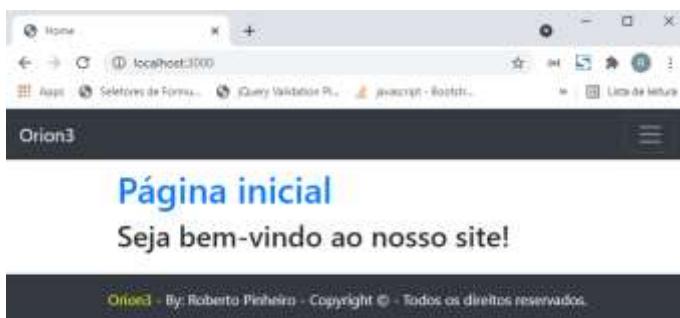 Home
localhost:3000
Apps Seletores de Formu... jQuery Validation Pl... javascript - Bootstr... » Lista de leitura
Orion3
Página inicial
Seja bem-vindo ao nosso site!
Orion3 - By: Roberto Pinheiro - Copyright © - Todos os direitos reservados.